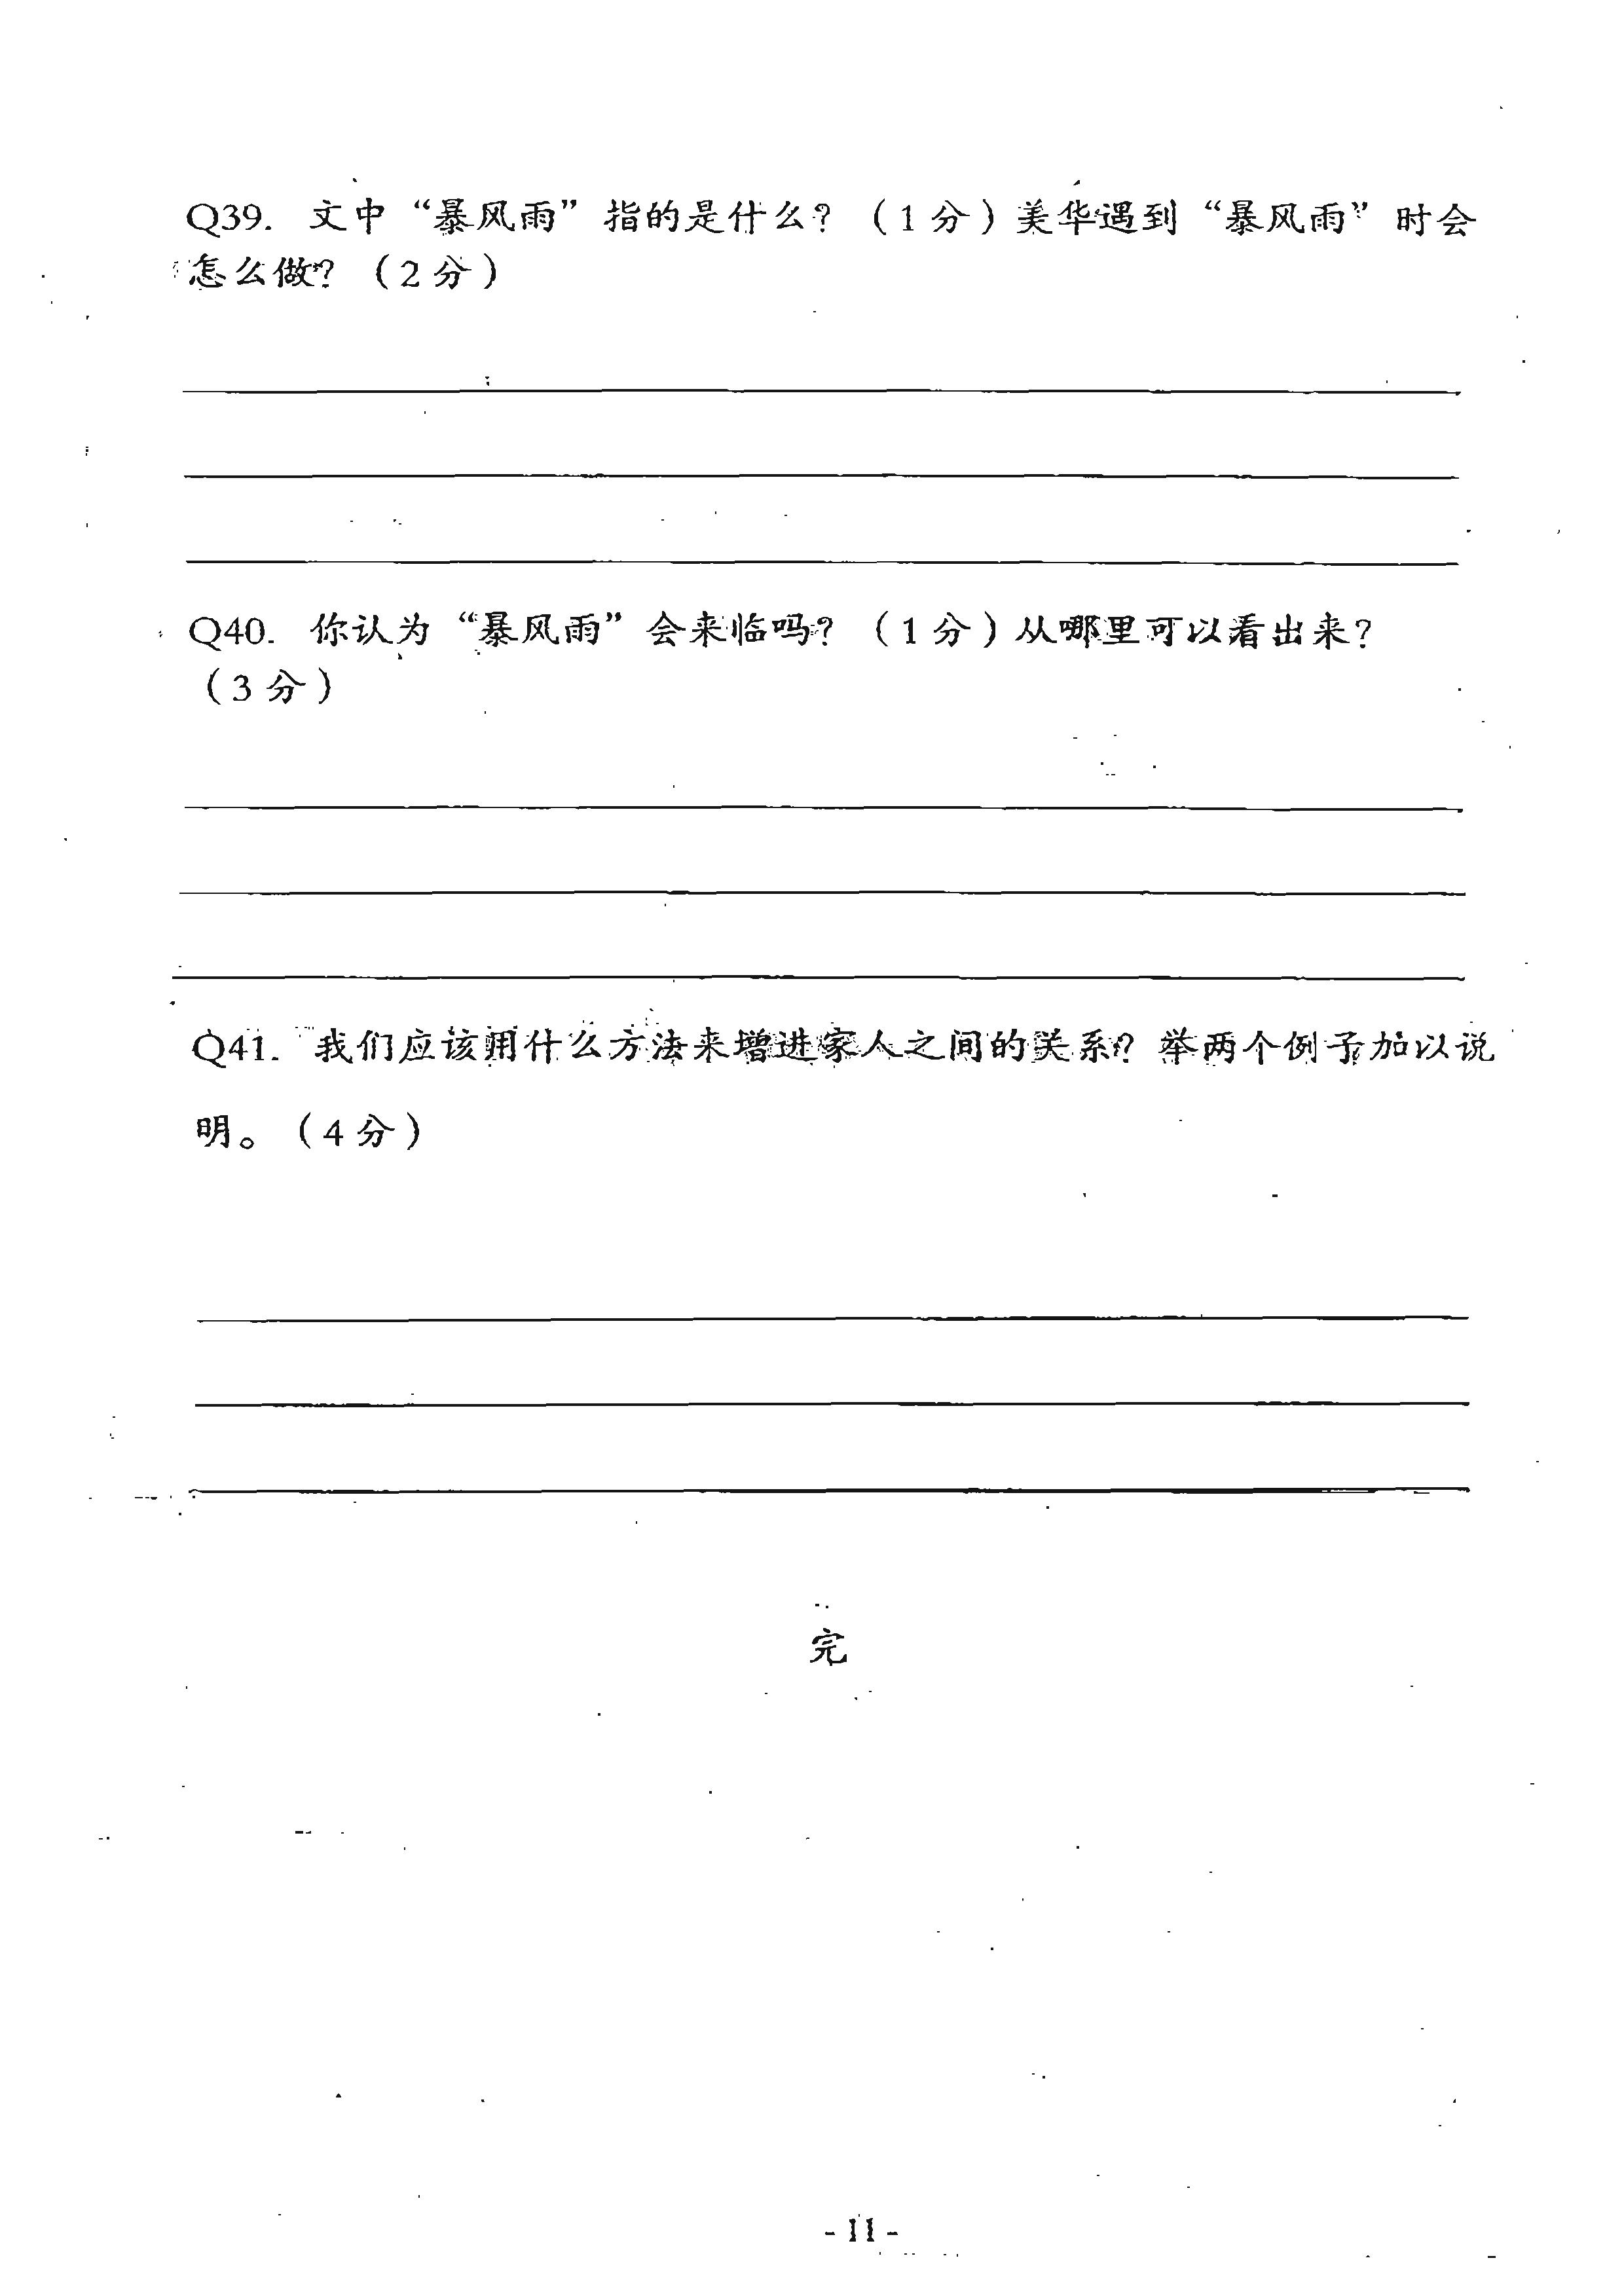 Q39. 文中“暴风雨”指的是什么？（1 分）美华遇到“暴风雨”时会
怎么做？（2 分）
Q40. 你认为“暴风雨”会来临吗？（1 分）从哪里可以看出来？
（3 分）
Q41. 我们应该用什么方法来增进家人之间的关系？举两个例子加以说
明。（4 分）
完
- 11 -